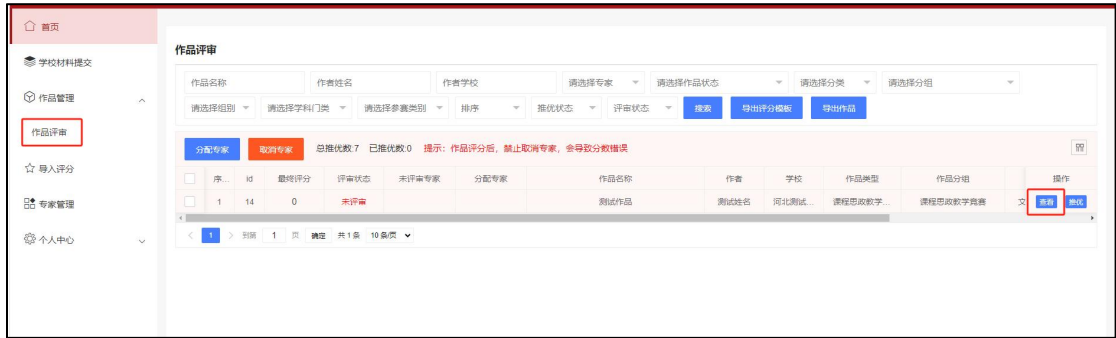 首页
学校材料提交
作品管理
作品评审
导入评分
专家管理
个人中心
作品评审
作品名称 作者姓名 作者学校 请选择专家 请选择作品状态 请选择分类 请选择分组
请选择组别 请选择学科门类 请选择参赛类别 排序 推优状态 评审状态 搜索 导出评分模板 导出作品
分配专家 取消专家 总推优数:7 已推优数:0 提示：作品评分后，禁止取消专家，会导致分数错误
序... id 最终评分 评审状态 未评审专家 分配专家 作品名称 作者 学校 作品类型 作品分组 操作
1 14 0 未评审 测试作品 测试姓名 河北测试... 课程思政教学... 课程思政教学竞赛 文 查看 推优
< 1 > 到第 1 页 确定 共 1 条 10 条/页